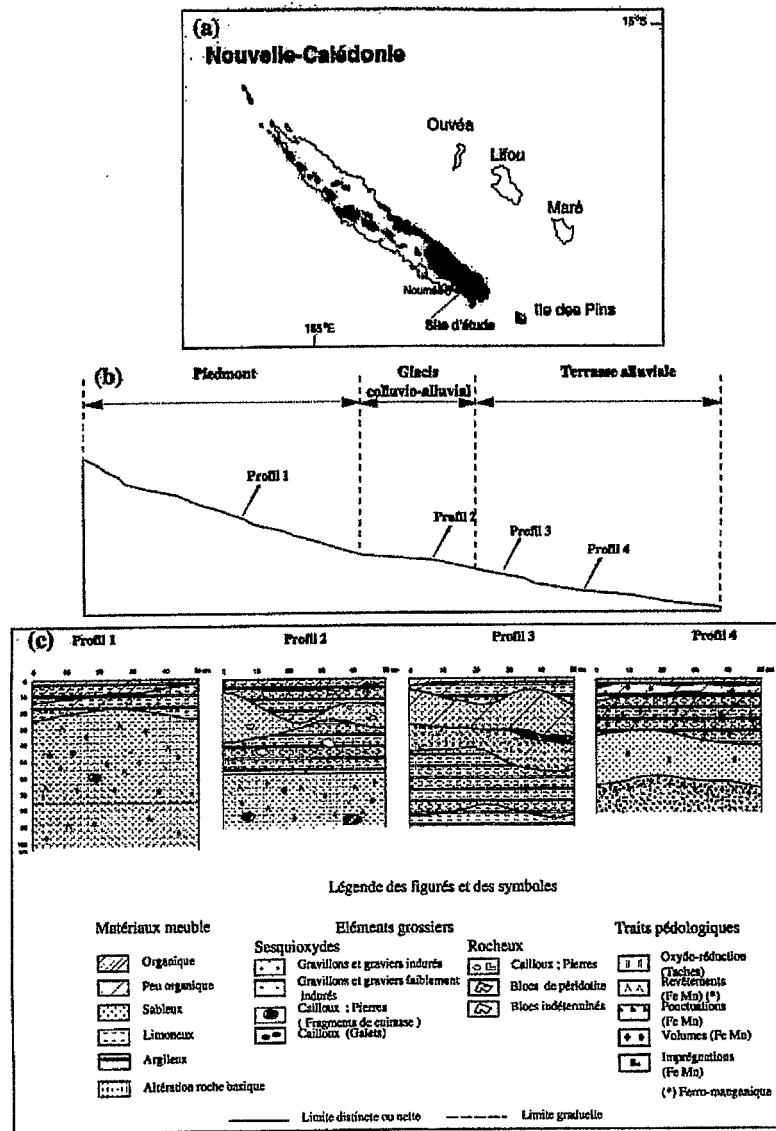 (a)
Nouvelle-Calédonie
Ouvéa
Lifou
Maré
Nouméa
Site d'étude
Ile des Pins
165°E
(b)
Piedmont
Glacis
colluvio-alluvial
Terrasse alluviale
Profil 1
Profil 2
Profil 3
Profil 4
(c)
Profil 1
Profil 2
Profil 3
Profil 4
Légende des figurés et des symboles
Matériaux meuble
Organique
Peu organique
Sableux
Limoneux
Argileux
Altération roche basique
Eléments grossiers
Sesquioxydes
Gravillons et graviers indurés
Gravillons et graviers faiblement
indurés
Cailloux ; Pierres
( Fragments de cuirasse )
Cailloux (Galets)
Rocheux
Cailloux ; Pierres
Blocs de péridotite
Blocs indéterminés
Traits pédologiques
Oxydo-réduction
(Taches)
Revêtements
(Fe Mn) (*)
Ponctuations
(Fe Mn)
Volumes (Fe Mn)
Imprégnations
(Fe Mn)
(*) Ferro-manganique
Limite distincte ou nette
Limite graduelle